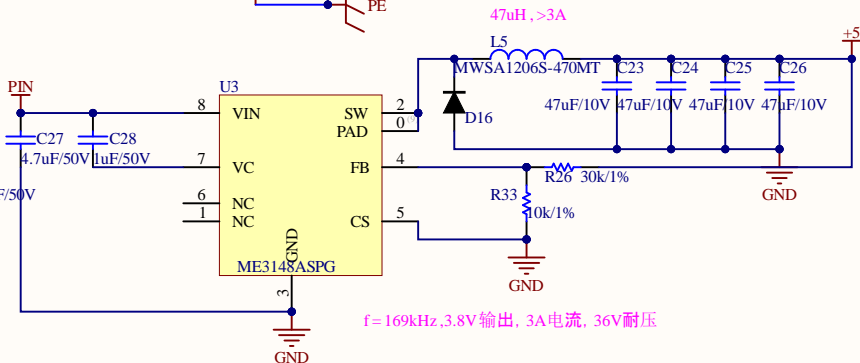 PE
47uH , >3A
+5
L5
MWSA1206S-470MT
C23
C24
C25
C26
47uF/10V
47uF/10V
47uF/10V
47uF/10V
PIN
U3
8
VIN
SW
2
PAD
0
D16
C27
C28
4.7uF/50V
1uF/50V
7
VC
FB
4
R26
30k/1%
F/50V
R33
10k/1%
GND
6
NC
1
NC
CS
5
GND
ME3148ASPG
3
GND
f=169kHz,3.8V输出, 3A电流, 36V耐压
GND